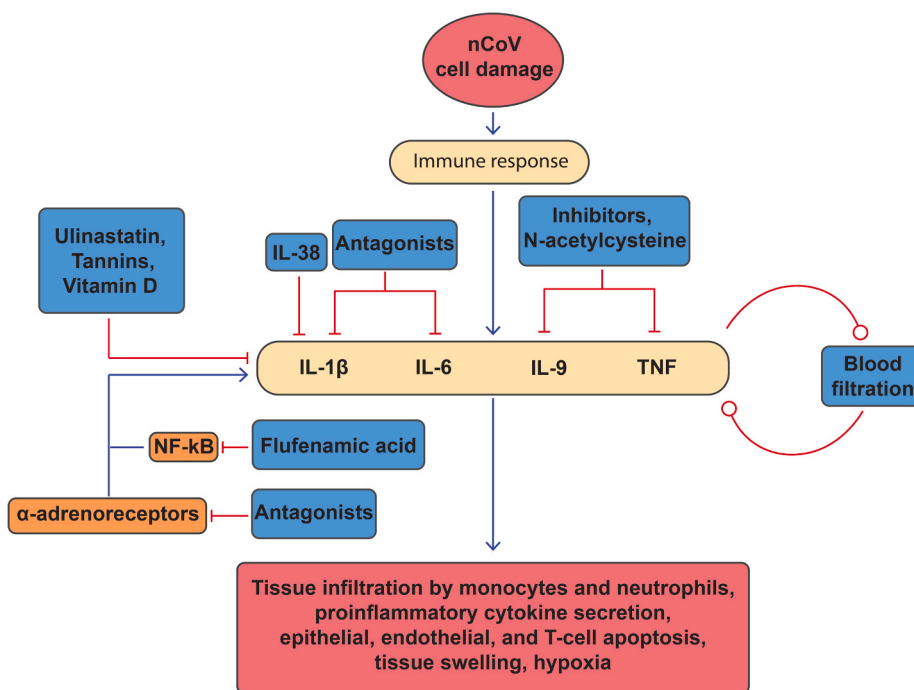 nCoV
cell damage
Immune response
Ulinastatin,
Tannins,
Vitamin D
IL-38
Antagonists
Inhibitors,
N-acetylcysteine
IL-1β
IL-6
IL-9
TNF
Blood
filtration
NF-kB
Flufenamic acid
α-adrenoreceptors
Antagonists
Tissue infiltration by monocytes and neutrophils,
proinflammatory cytokine secretion,
epithelial, endothelial, and T-cell apoptosis,
tissue swelling, hypoxia